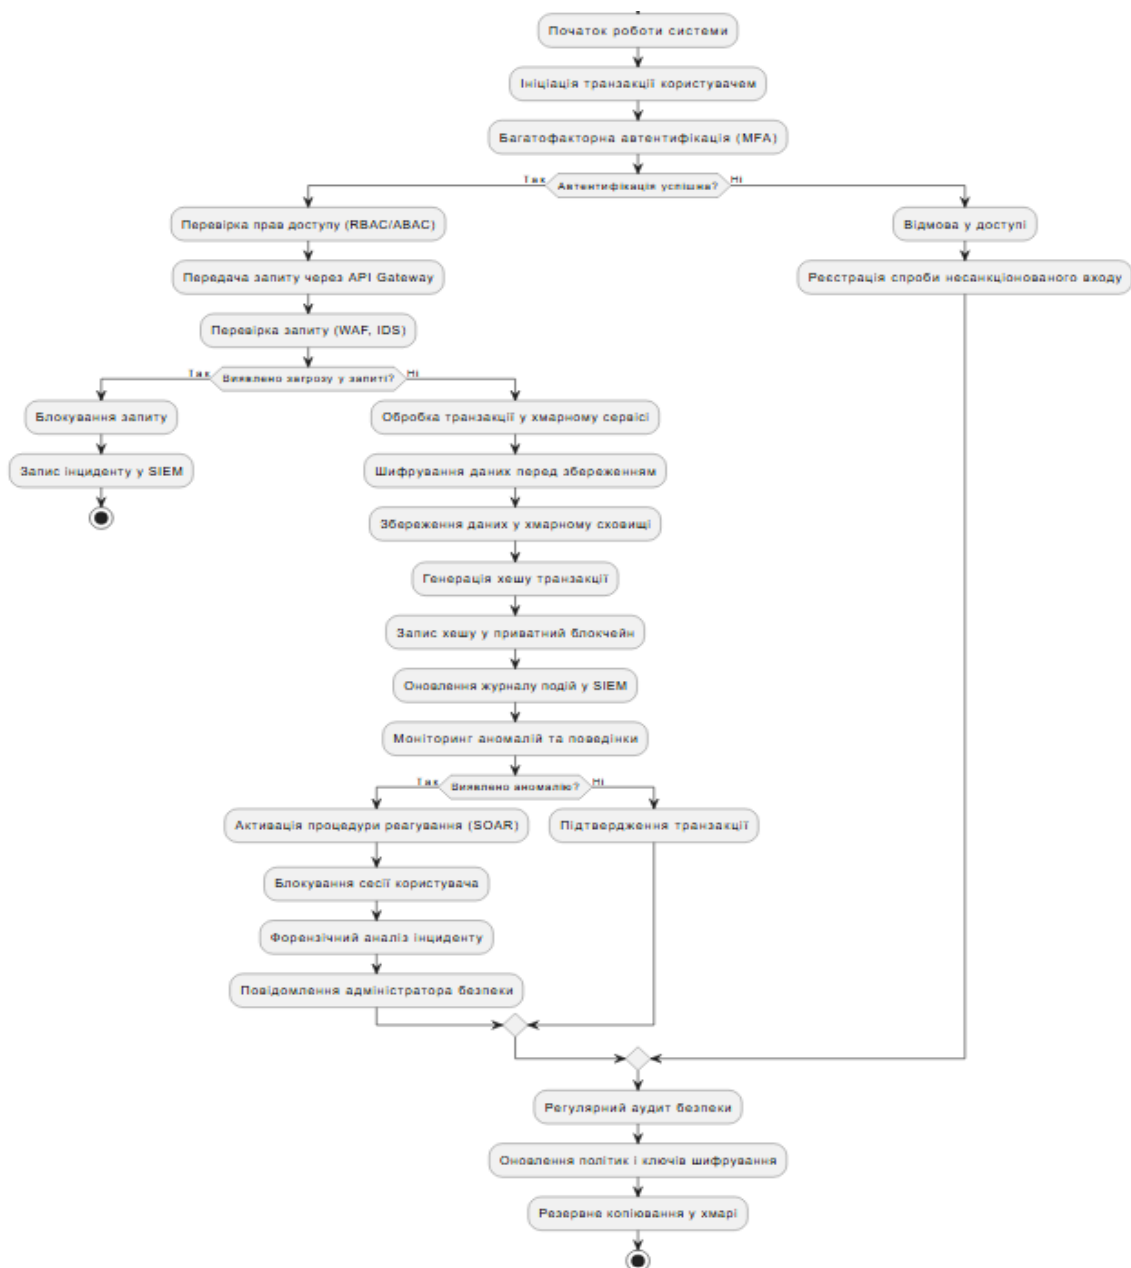 Початок роботи системи
Ініціація транзакції користувачем
Багатофакторна автентифікація (MFA)
Так
Автентифікація успішна?
Ні
Перевірка прав доступу (RBAC/ABAC)
Відмова у доступі
Передача запиту через API Gateway
Реєстрація спроби несанкціонованого входу
Перевірка запиту (WAF, IDS)
Так
Виявлено загрозу у запиті?
Ні
Блокування запиту
Обробка транзакції у хмарному сервісі
Запис інциденту у SIEM
Шифрування даних перед збереженням
Збереження даних у хмарному сховищі
Генерація хешу транзакції
Запис хешу у приватний блокчейн
Оновлення журналу подій у SIEM
Моніторинг аномалій та поведінки
Так
Виявлено аномалію?
Ні
Активація процедури реагування (SOAR)
Підтвердження транзакції
Блокування сесії користувача
Форензічний аналіз інциденту
Повідомлення адміністратора безпеки
Регулярний аудит безпеки
Оновлення політик і ключів шифрування
Резервне копіювання у хмарі